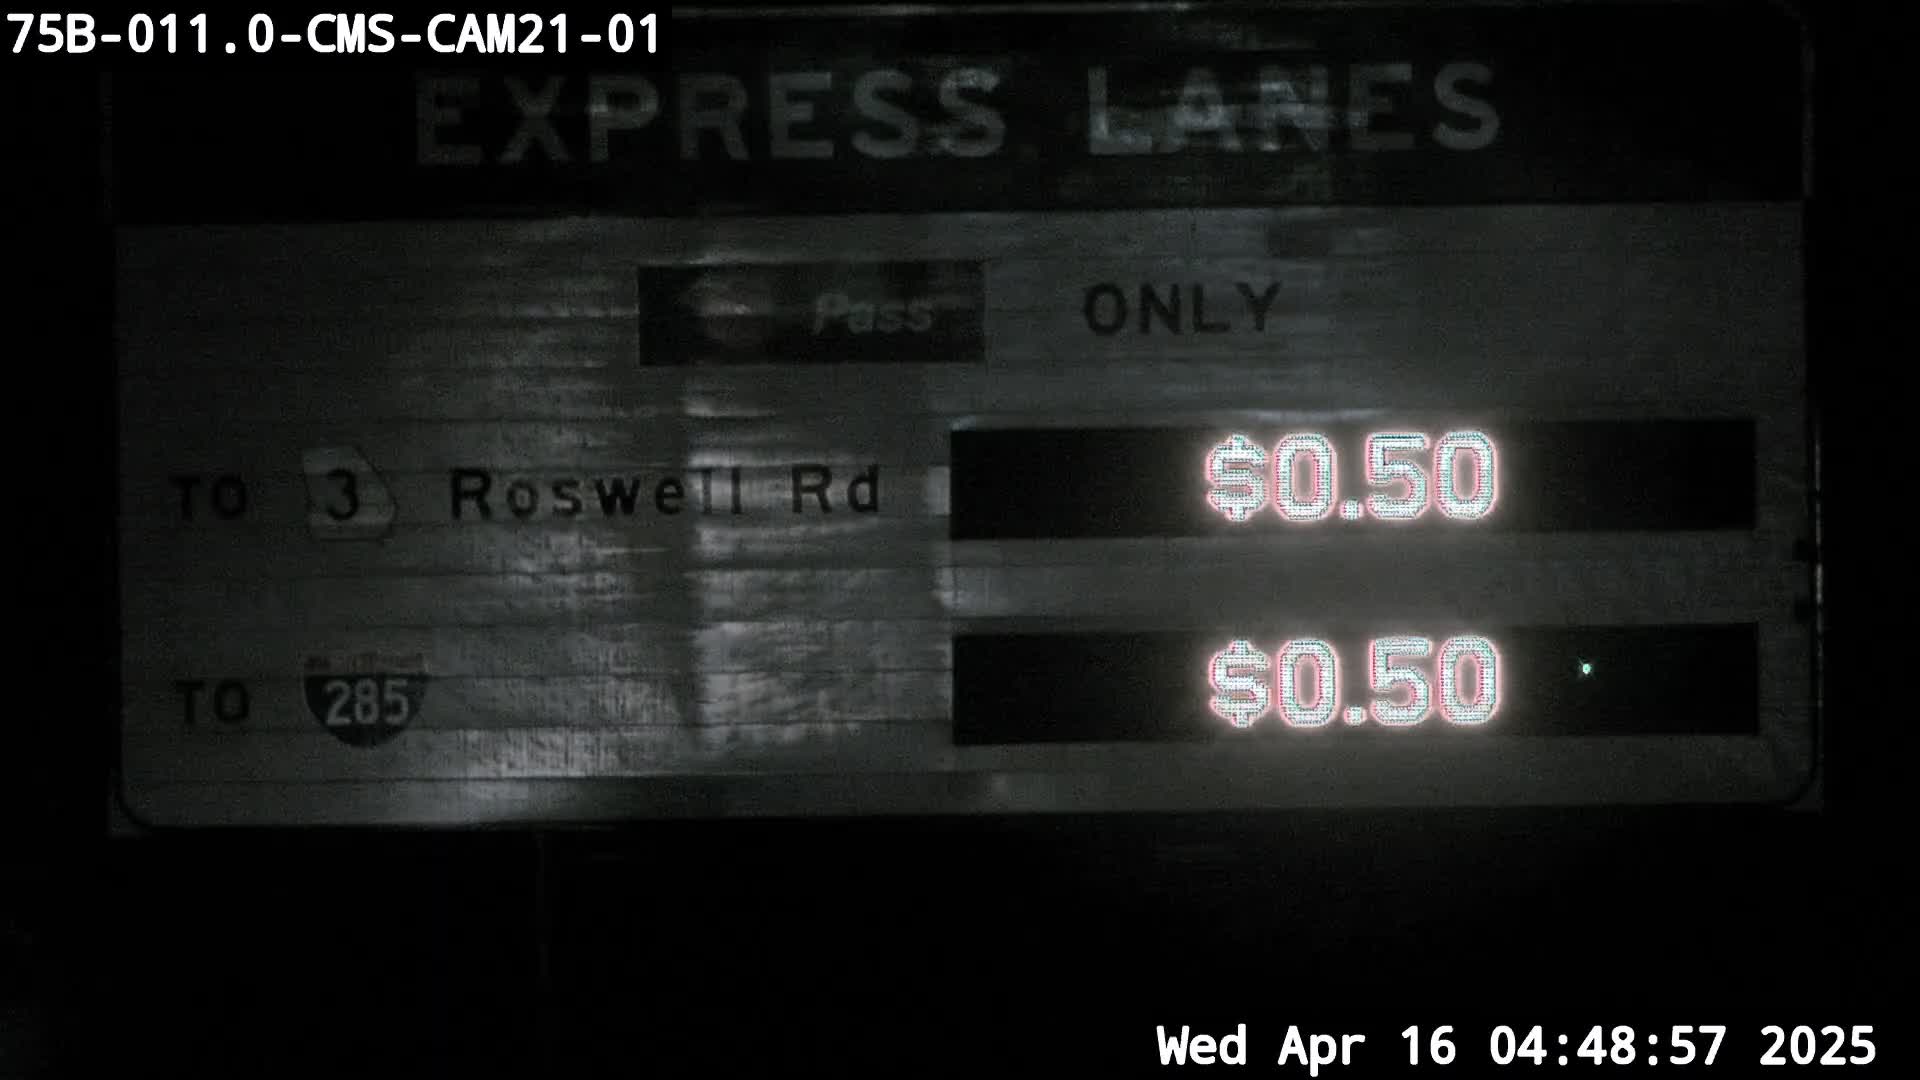 75B-011.0-CMS-CAM21-01
EXPRESS LANES
Pass ONLY
TO 3 Roswell Rd $0.50
TO 285 $0.50
Wed Apr 16 04:48:57 2025